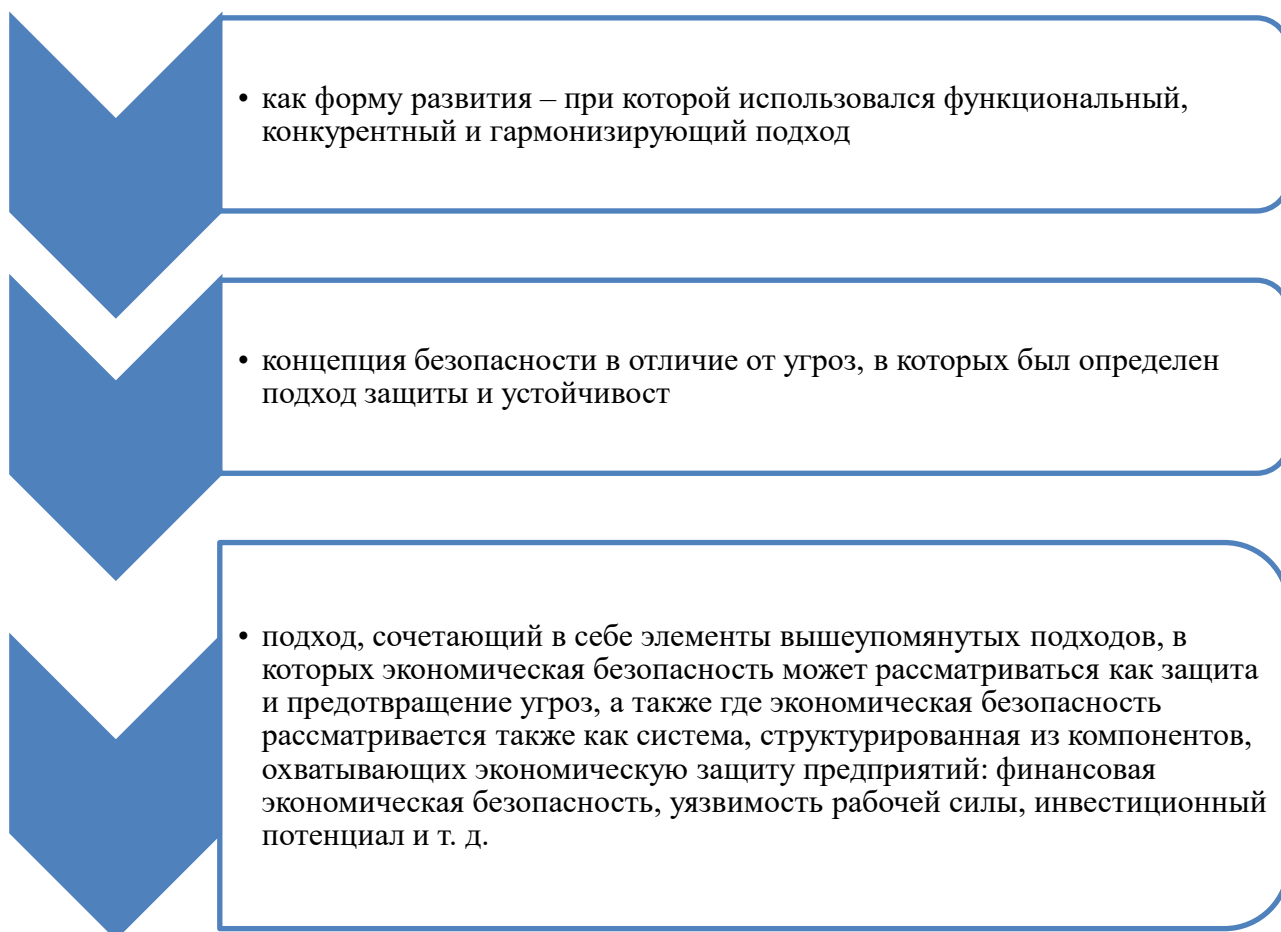 • как форму развития – при которой использовался функциональный,
конкурентный и гармонизирующий подход
• концепция безопасности в отличие от угроз, в которых был определен
подход защиты и устойчивост
• подход, сочетающий в себе элементы вышеупомянутых подходов, в
которых экономическая безопасность может рассматриваться как защита
и предотвращение угроз, а также где экономическая безопасность
рассматривается также как система, структурированная из компонентов,
охватывающих экономическую защиту предприятий: финансовая
экономическая безопасность, уязвимость рабочей силы, инвестиционный
потенциал и т. д.